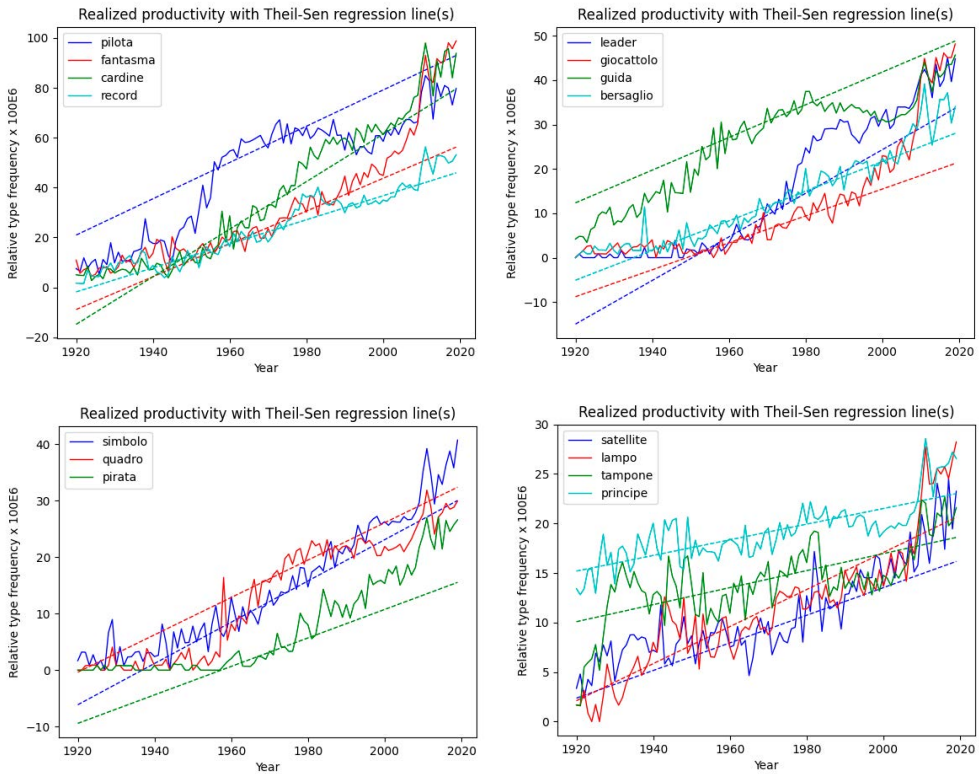 Realized productivity with Theil-Sen regression line(s)
pilota
fantasma
cardine
record
Relative type frequency x 100E6
100
80
60
40
20
0
−20
1920
1940
1960
1980
2000
2020
Year
Realized productivity with Theil-Sen regression line(s)
leader
giocattolo
guida
bersaglio
Relative type frequency x 100E6
50
40
30
20
10
0
−10
1920
1940
1960
1980
2000
2020
Year
Realized productivity with Theil-Sen regression line(s)
simbolo
quadro
pirata
Relative type frequency x 100E6
40
30
20
10
0
−10
1920
1940
1960
1980
2000
2020
Year
Realized productivity with Theil-Sen regression line(s)
satellite
lampo
tampone
principe
Relative type frequency x 100E6
30
25
20
15
10
5
0
1920
1940
1960
1980
2000
2020
Year